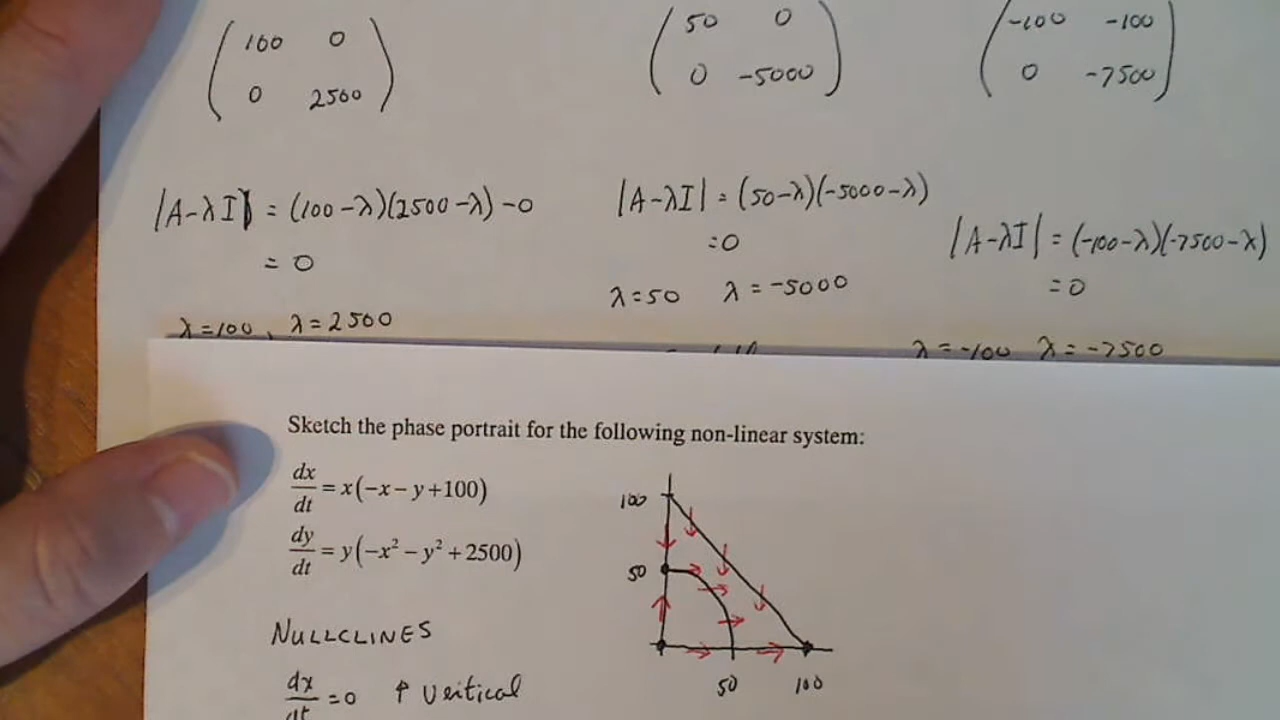 100 0
0 2500
50 0
0 -5000
-100 -100
0 -7500
|A-λI| = (100-λ)(2500-λ)-0
= 0
λ=100, λ=2500
|A-λI| = (50-λ)(-5000-λ)
=0
λ=50 λ=-5000
|A-λI| = (-100-λ)(-7500-λ)
=0
λ=-100 λ=-7500
Sketch the phase portrait for the following non-linear system:
dx/dt = x(-x-y+100)
dy/dt = y(-x²-y²+2500)
NULLCLINES
dx/dt =0 ↑ Vertical
100
50
50 100